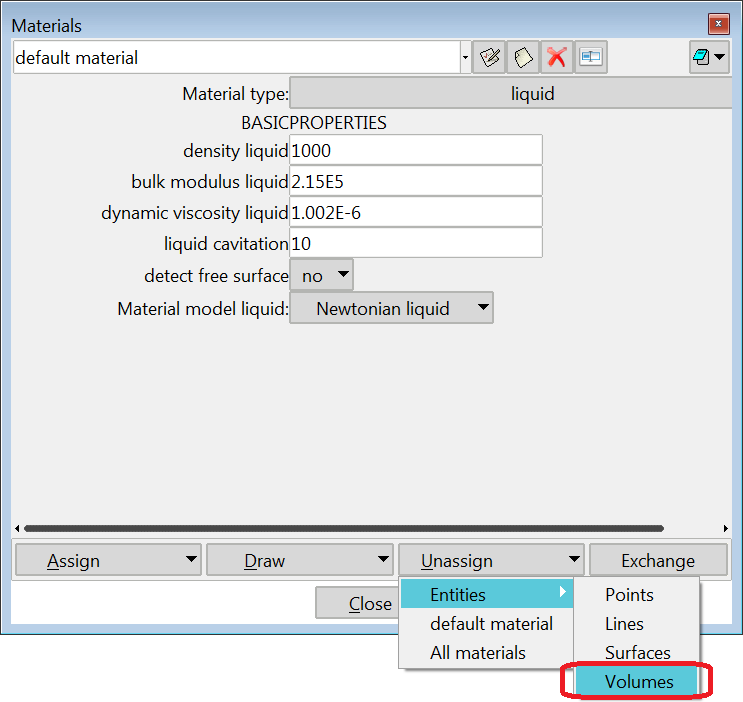 Materials
default material
Material type: liquid
BASICPROPERTIES
density liquid 1000
bulk modulus liquid 2.15E5
dynamic viscosity liquid 1.002E-6
liquid cavitation 10
detect free surface no
Material model liquid: Newtonian liquid
Assign Draw Unassign Exchange
Close
Entities
default material
All materials
Points
Lines
Surfaces
Volumes